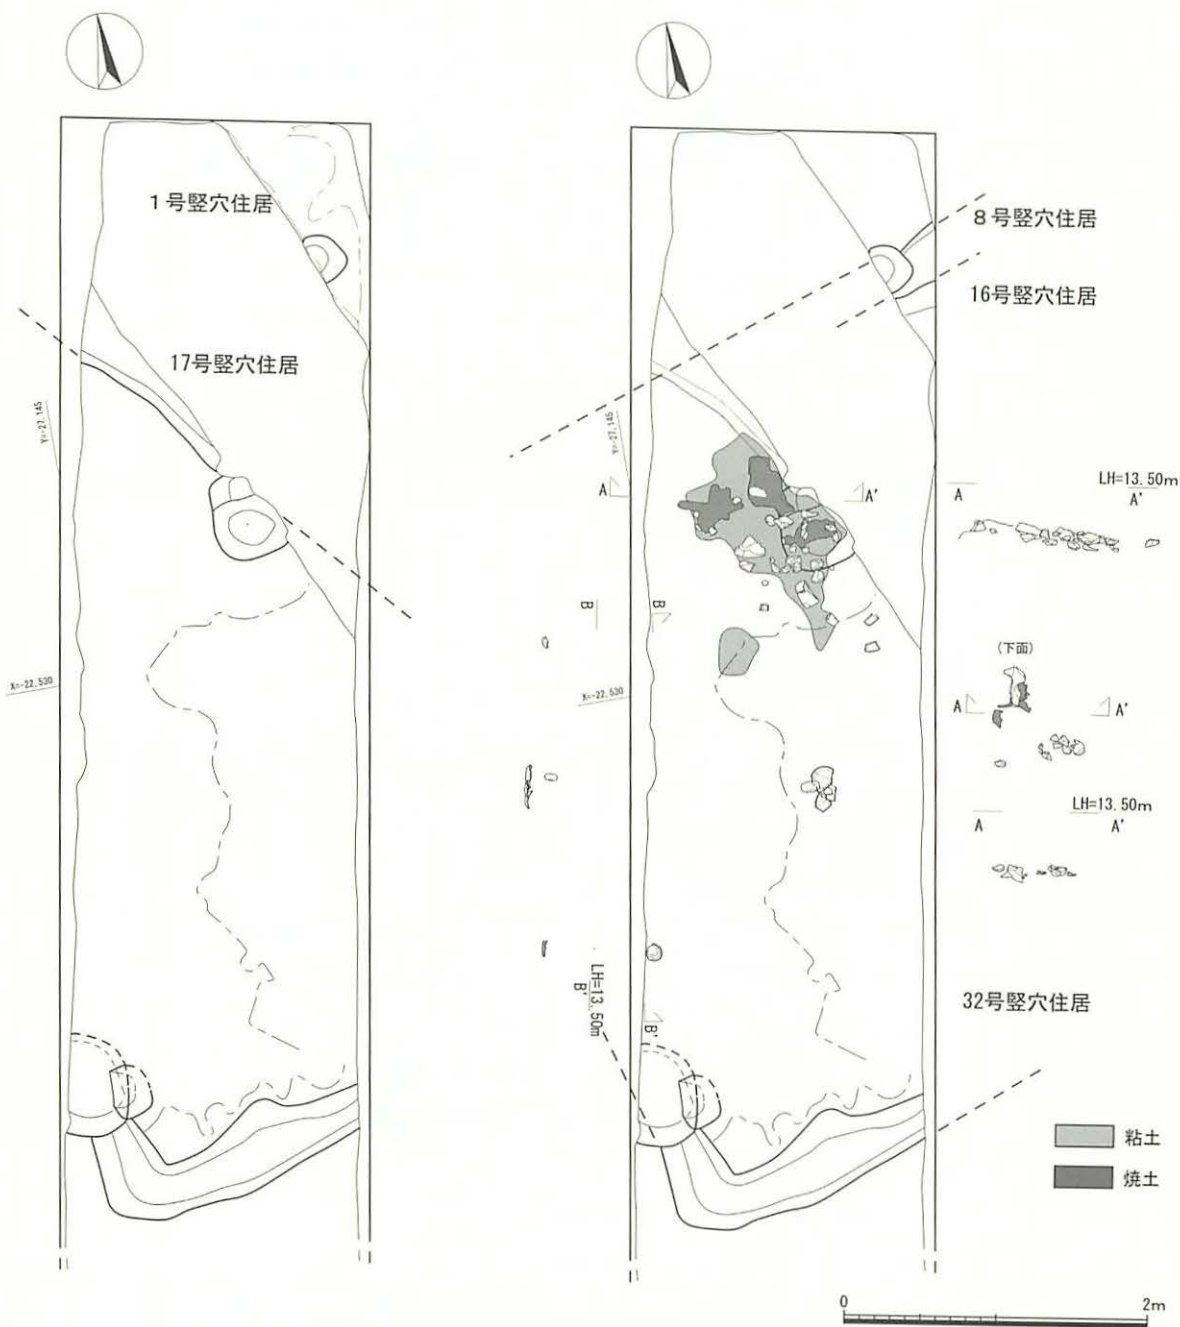 1号竪穴住居
17号竪穴住居
Y=-27.145
X=-22.530
8号竪穴住居
16号竪穴住居
Y=-27.145
A
A'
A
LH=13.50m
A'
B
B
(下面)
X=-22.530
A
A'
LH=13.50m
A
A'
LH=13.50m
B'
B'
32号竪穴住居
粘土
焼土
0
2m